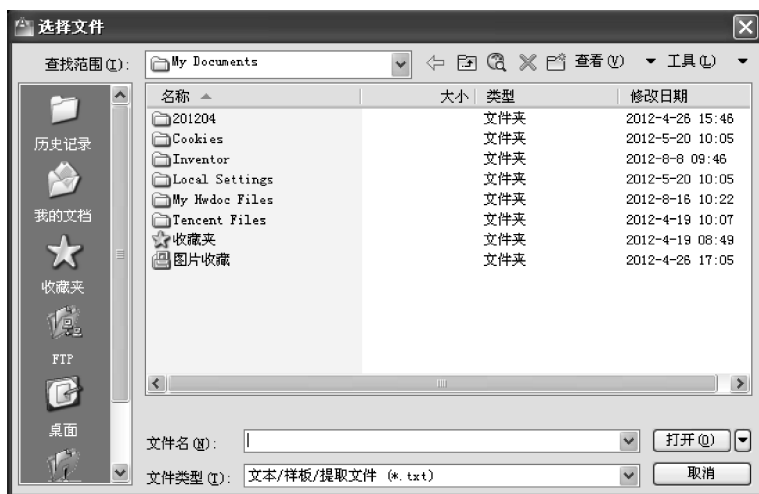 选择文件
查找范围(I): My Documents 查看(V) 工具(L)
名称 大小 类型 修改日期
201204 文件夹 2012-4-26 15:46
Cookies 文件夹 2012-5-20 10:05
Inventor 文件夹 2012-8-8 09:46
Local Settings 文件夹 2012-5-20 10:05
My Hwdoc Files 文件夹 2012-8-16 10:22
Tencent Files 文件夹 2012-4-19 10:07
收藏夹 文件夹 2012-4-19 08:49
图片收藏 文件夹 2012-4-26 17:05
历史记录
我的文档
收藏夹
FTP
桌面
文件名(N): 打开(O)
文件类型(T): 文本/样板/提取文件 (*.txt) 取消